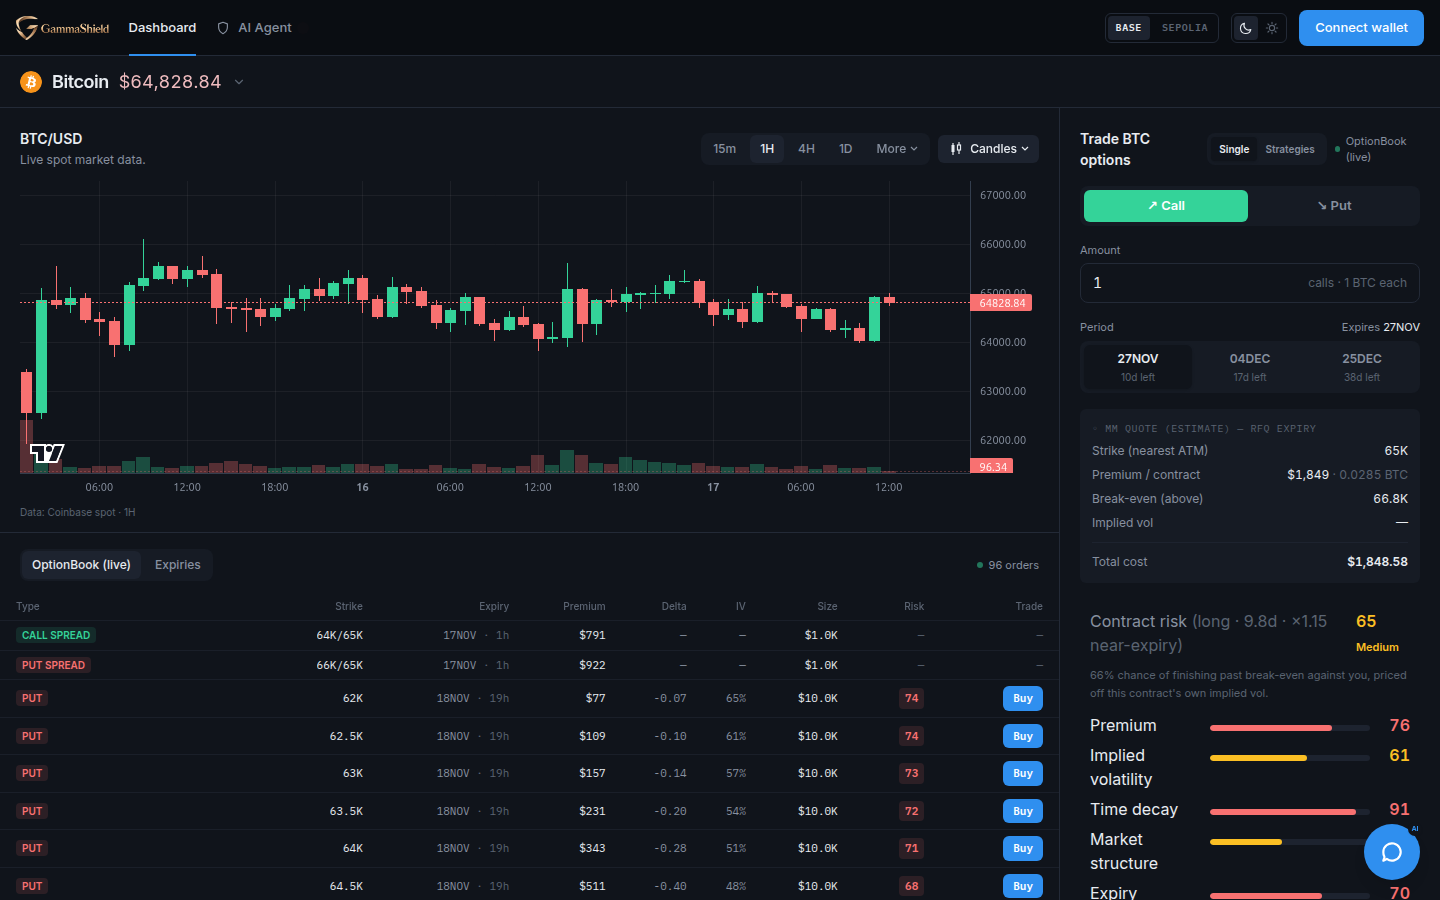 GammaShield Dashboard AI Agent BASE SEPOLIA Connect wallet
Bitcoin $64,828.84
BTC/USD
Live spot market data.
15m 1H 4H 1D More Candles
67000.00
66000.00
65000.00
64828.84
64000.00
63000.00
62000.00
96.34
06:00 12:00 18:00 16 06:00 12:00 18:00 17 06:00 12:00
Data: Coinbase spot · 1H
OptionBook (live) Expiries 96 orders
Type Strike Expiry Premium Delta IV Size Risk Trade
CALL SPREAD 64K/65K 17NOV · 1h $791 — — $1.0K — —
PUT SPREAD 66K/65K 17NOV · 1h $922 — — $1.0K — —
PUT 62K 18NOV · 19h $77 -0.07 65% $10.0K 74 Buy
PUT 62.5K 18NOV · 19h $109 -0.10 61% $10.0K 74 Buy
PUT 63K 18NOV · 19h $157 -0.14 57% $10.0K 73 Buy
PUT 63.5K 18NOV · 19h $231 -0.20 54% $10.0K 72 Buy
PUT 64K 18NOV · 19h $343 -0.28 51% $10.0K 71 Buy
PUT 64.5K 18NOV · 19h $511 -0.40 48% $10.0K 68 Buy
Trade BTC options
Single Strategies
OptionBook (live)
↗ Call ↘ Put
Amount
1 calls · 1 BTC each
Period Expires 27NOV
27NOV 04DEC 25DEC
10d left 17d left 38d left
MM QUOTE (ESTIMATE) — RFQ EXPIRY
Strike (nearest ATM) 65K
Premium / contract $1,849 · 0.0285 BTC
Break-even (above) 66.8K
Implied vol —
Total cost $1,848.58
Contract risk (long · 9.8d · ×1.15 near-expiry) 65 Medium
66% chance of finishing past break-even against you, priced
off this contract's own implied vol.
Premium 76
Implied volatility 61
Time decay 91
Market structure
AI
Expiry 70